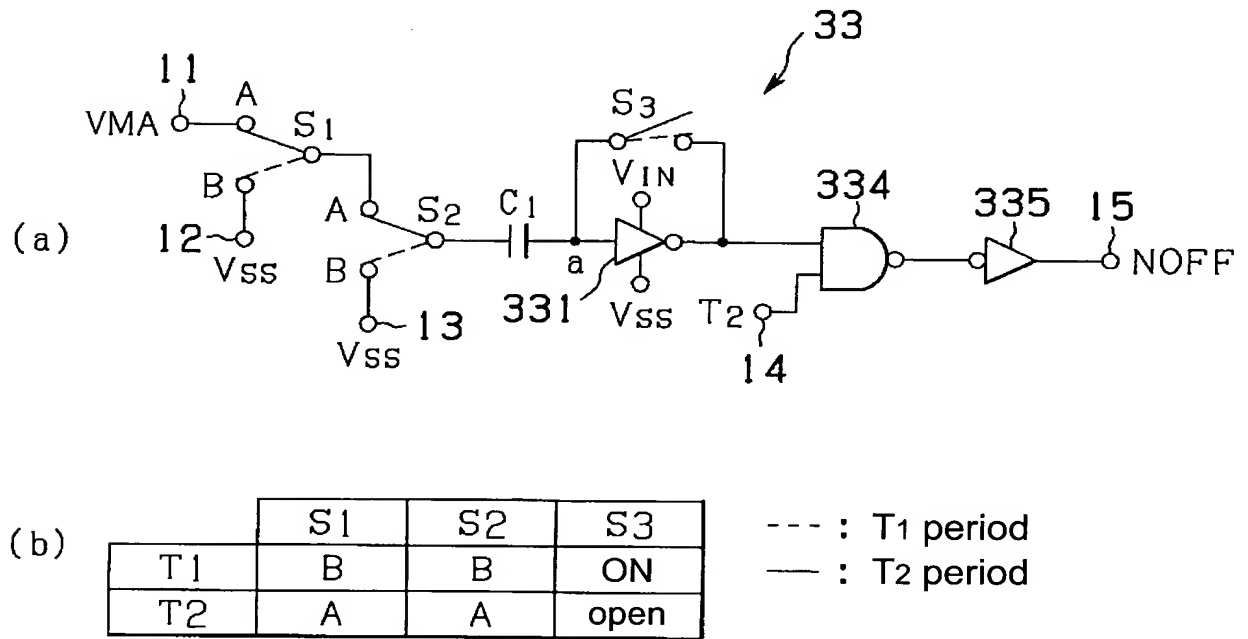 33
11
A
VMA
S1
S3
B
VIN
334
A
335
15
(a)
12
S2
C1
NOFF
VSS
B
a
331
T2
VSS
13
14
VSS
(b)
S1 S2 S3
T1 B B ON
T2 A A open
--- : T1 period
— : T2 period